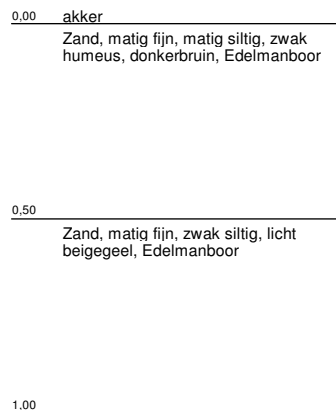 0,00 akker
Zand, matig fijn, matig siltig, zwak
humeus, donkerbruin, Edelmanboor
0,50
Zand, matig fijn, zwak siltig, licht
beigegeel, Edelmanboor
1,00